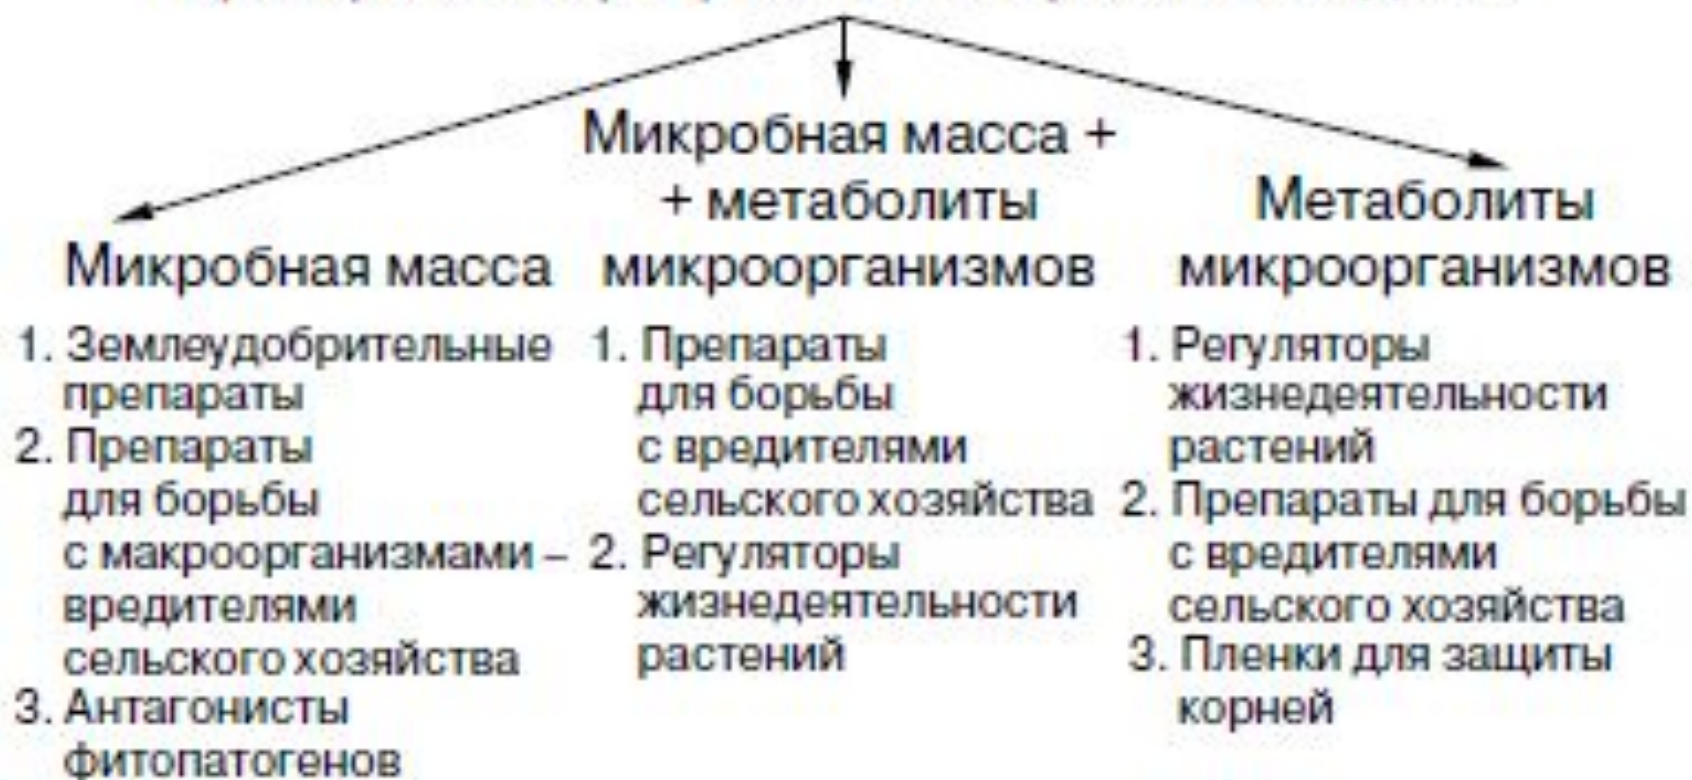 Микробная масса +
+ метаболиты
микроорганизмов
Метаболиты
микроорганизмов
Микробная масса
1. Землеудобрительные
препараты
2. Препараты
для борьбы
с макроорганизмами –
вредителями
сельского хозяйства
3. Антагонисты
фитопатогенов
1. Препараты
для борьбы
с вредителями
сельского хозяйства
2. Регуляторы
жизнедеятельности
растений
1. Регуляторы
жизнедеятельности
растений
2. Препараты для борьбы
с вредителями
сельского хозяйства
3. Пленки для защиты
корней